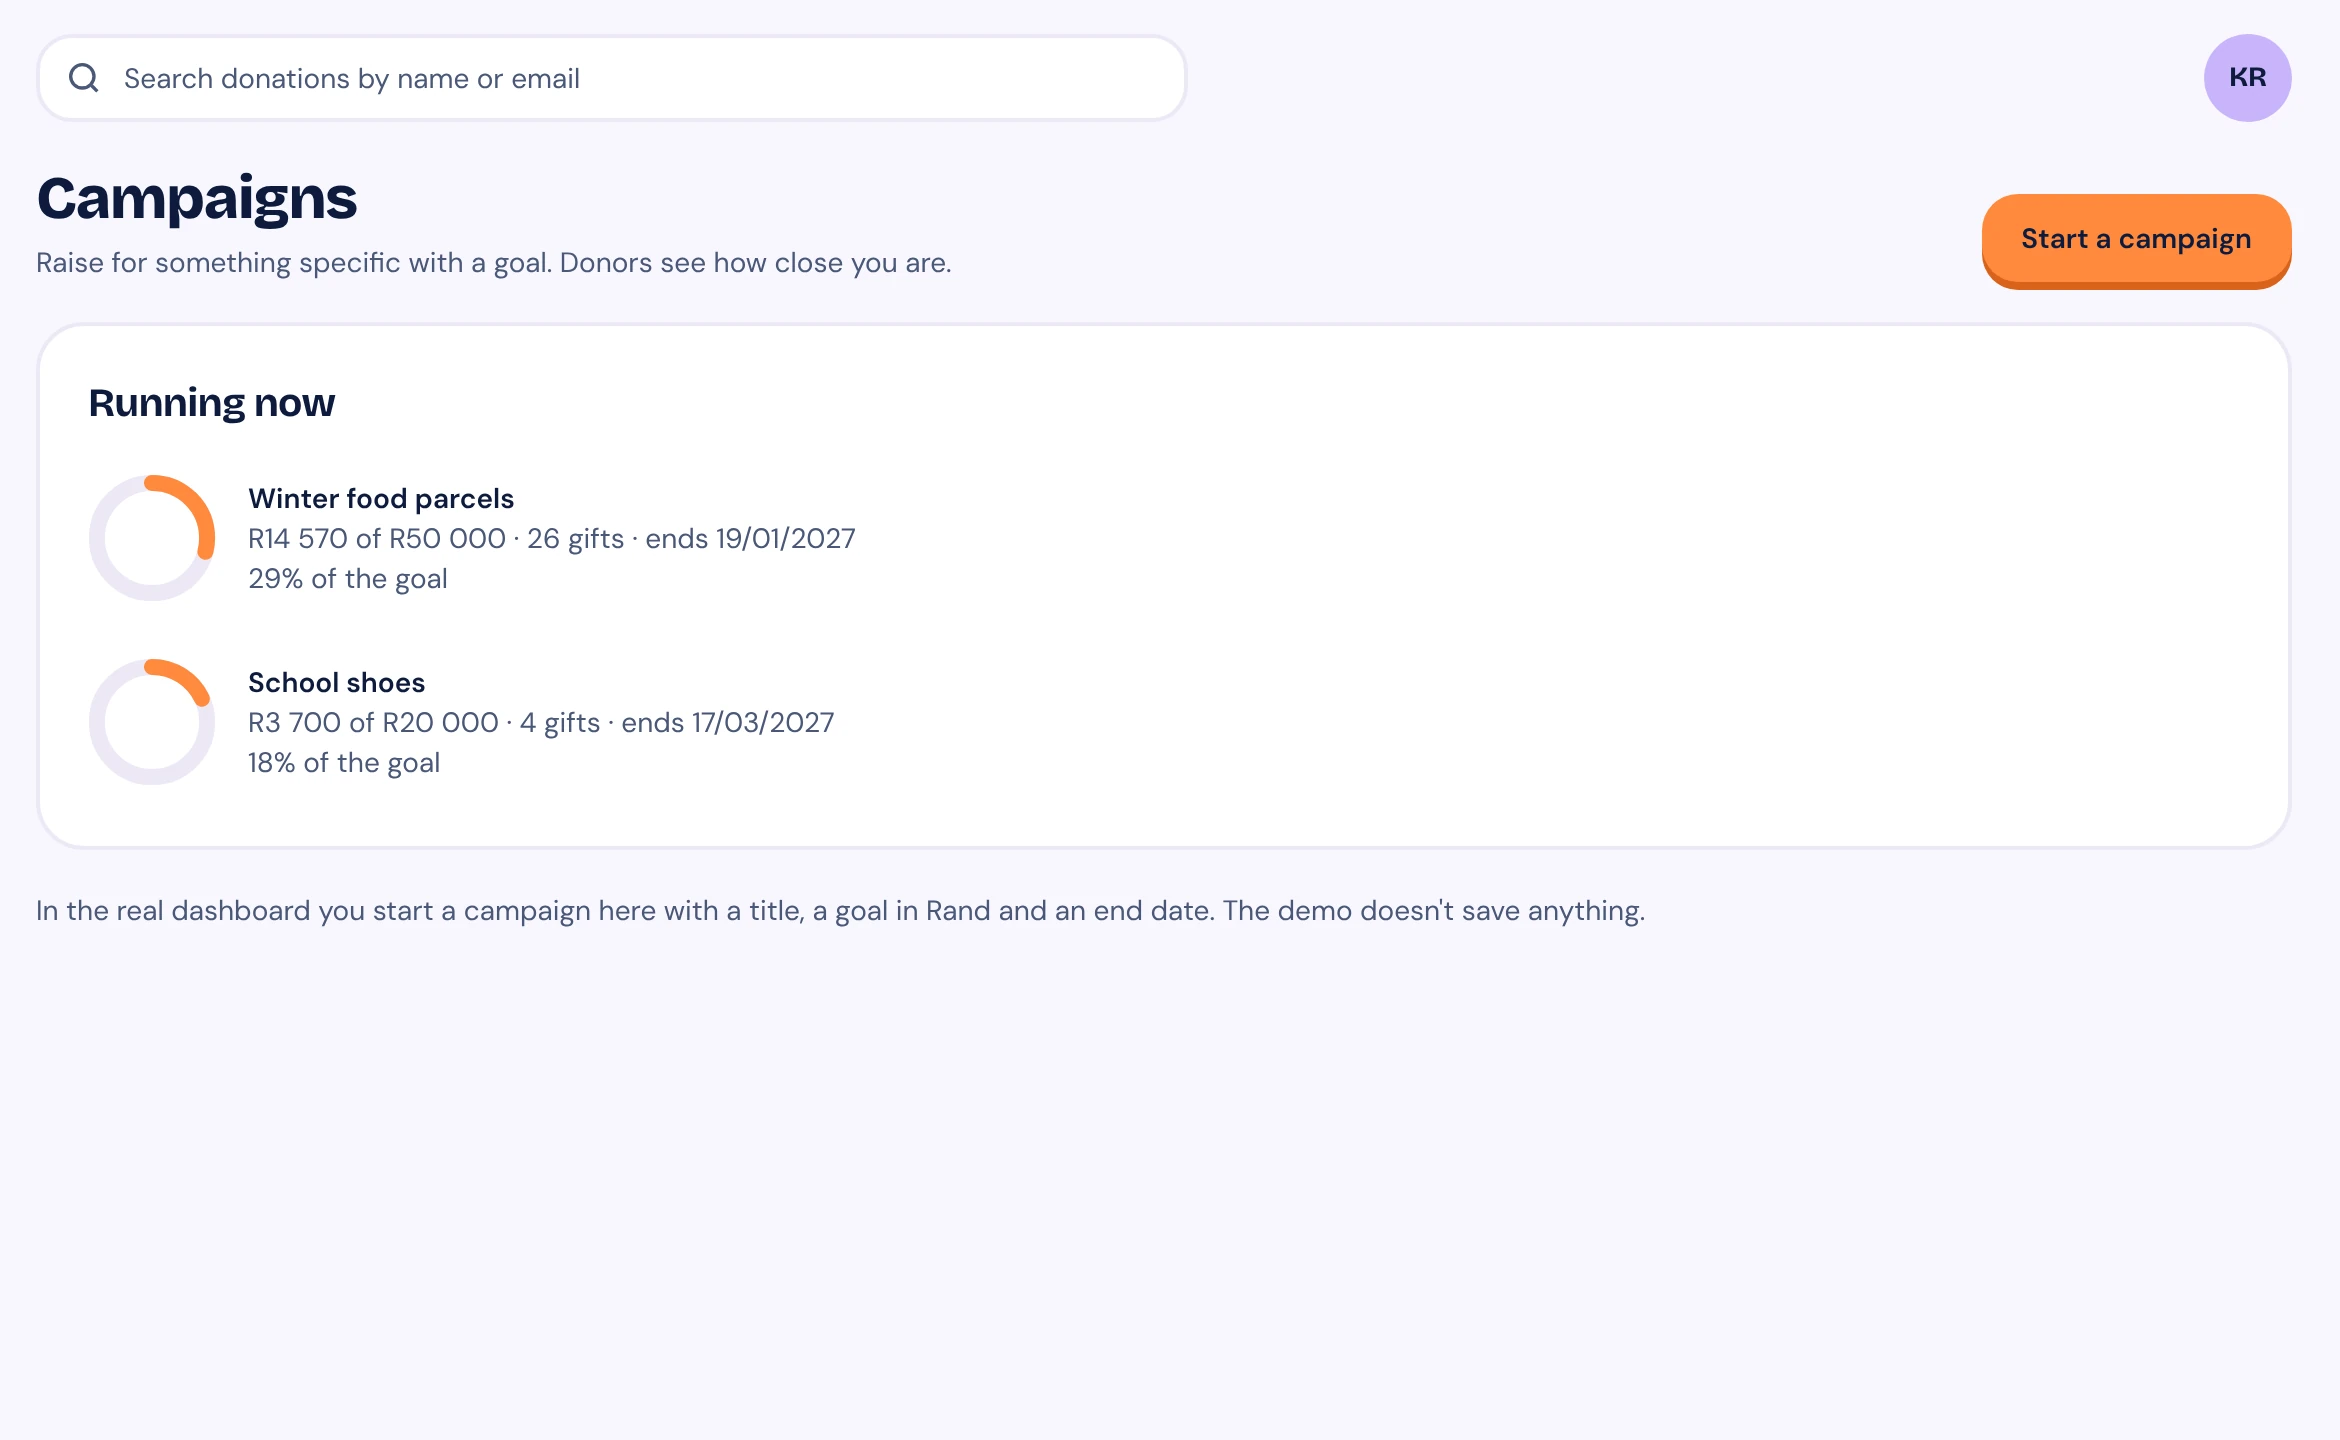 Search donations by name or email
KR
Campaigns
Raise for something specific with a goal. Donors see how close you are.
Start a campaign
Running now
Winter food parcels
R14 570 of R50 000 · 26 gifts · ends 19/01/2027
29% of the goal
School shoes
R3 700 of R20 000 · 4 gifts · ends 17/03/2027
18% of the goal
In the real dashboard you start a campaign here with a title, a goal in Rand and an end date. The demo doesn't save anything.